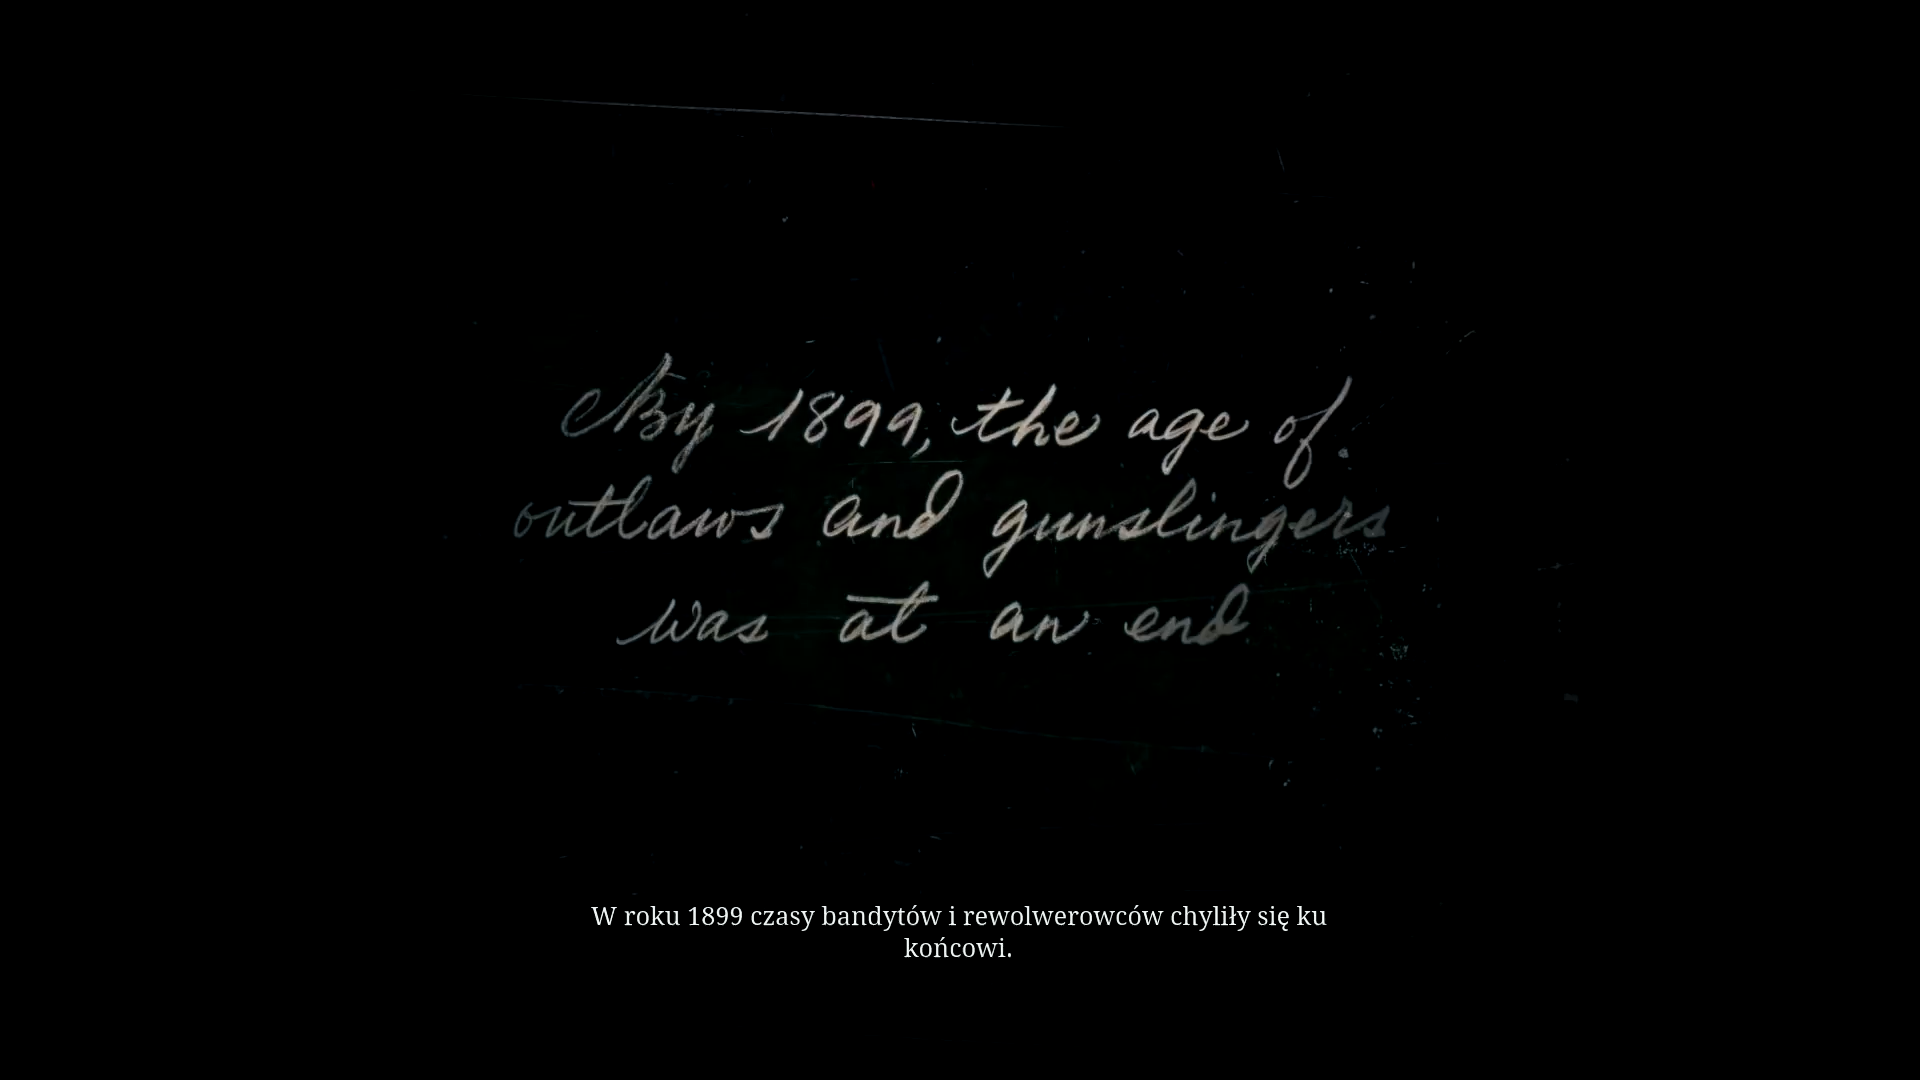 By 1899, the age of
outlaws and gunslingers
was at an end
W roku 1899 czasy bandytów i rewolwerowców chyliły się ku
końcowi.